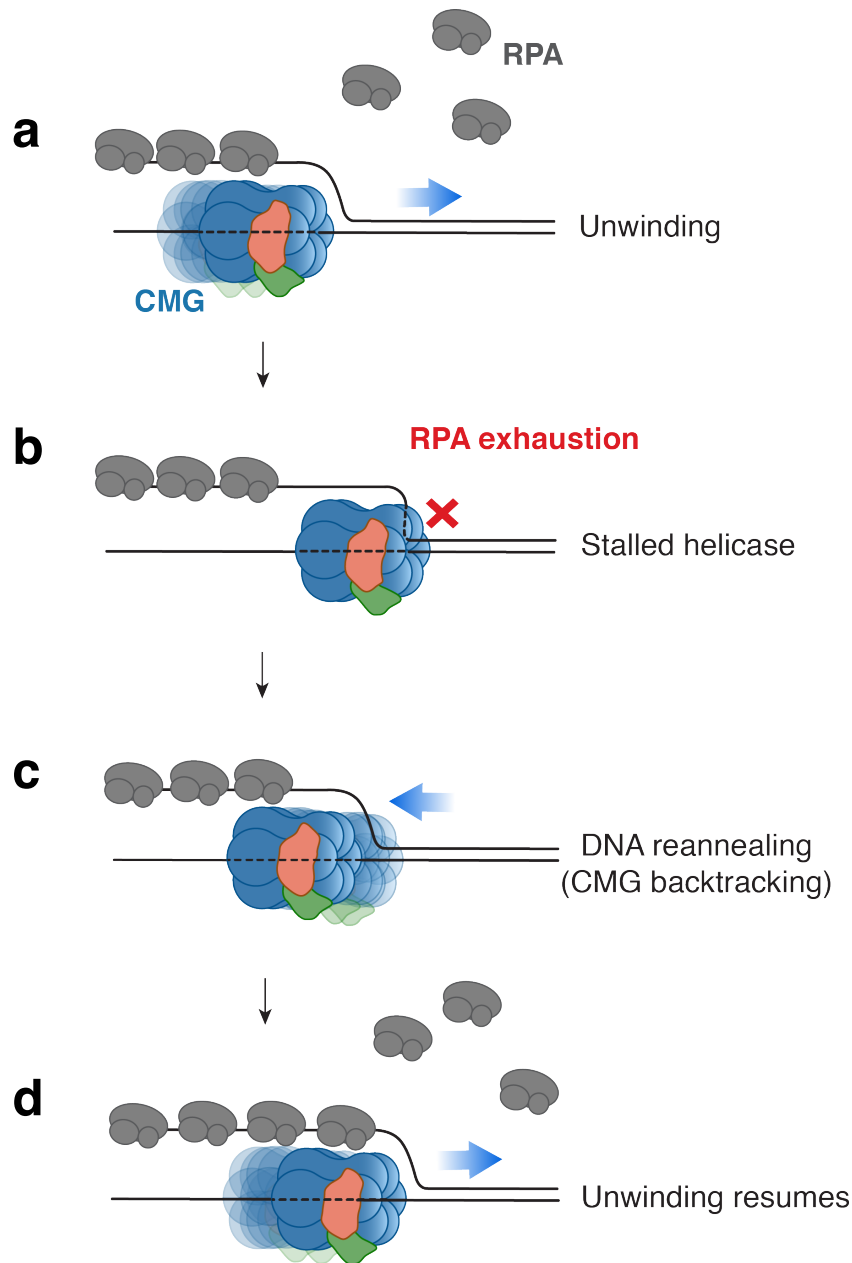 RPA
a
Unwinding
CMG
b
RPA exhaustion
Stalled helicase
c
DNA reannealing
(CMG backtracking)
d
Unwinding resumes